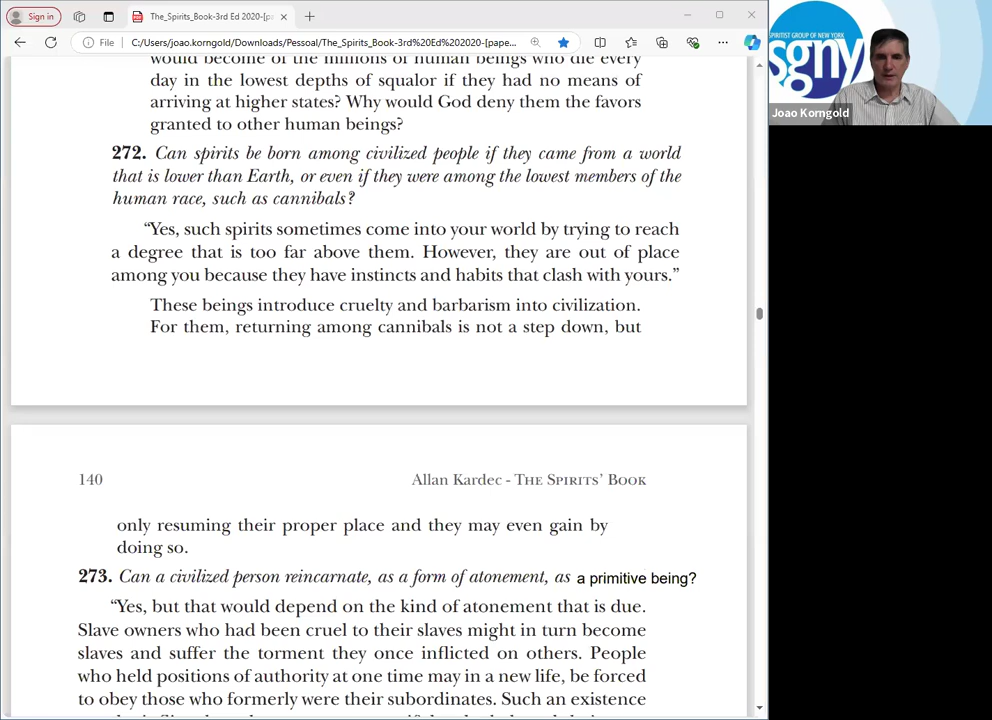 Sign in
The_Spirits_Book-3rd Ed 2020-[pa
File
C:/Users/joao.korngold/Downloads/Pessoal/The_Spirits_Book-3rd%20Ed%202020-[pape...
SPIRITIST GROUP OF NEW YORK
sgny
Joao Korngold
would become of the millions of human beings who die every
day in the lowest depths of squalor if they had no means of
arriving at higher states? Why would God deny them the favors
granted to other human beings?
272. Can spirits be born among civilized people if they came from a world
that is lower than Earth, or even if they were among the lowest members of the
human race, such as cannibals?
“Yes, such spirits sometimes come into your world by trying to reach
a degree that is too far above them. However, they are out of place
among you because they have instincts and habits that clash with yours.”
These beings introduce cruelty and barbarism into civilization.
For them, returning among cannibals is not a step down, but
140
Allan Kardec - THE SPIRITS’ BOOK
only resuming their proper place and they may even gain by
doing so.
273. Can a civilized person reincarnate, as a form of atonement, as a primitive being?
“Yes, but that would depend on the kind of atonement that is due.
Slave owners who had been cruel to their slaves might in turn become
slaves and suffer the torment they once inflicted on others. People
who held positions of authority at one time may in a new life, be forced
to obey those who formerly were their subordinates. Such an existence